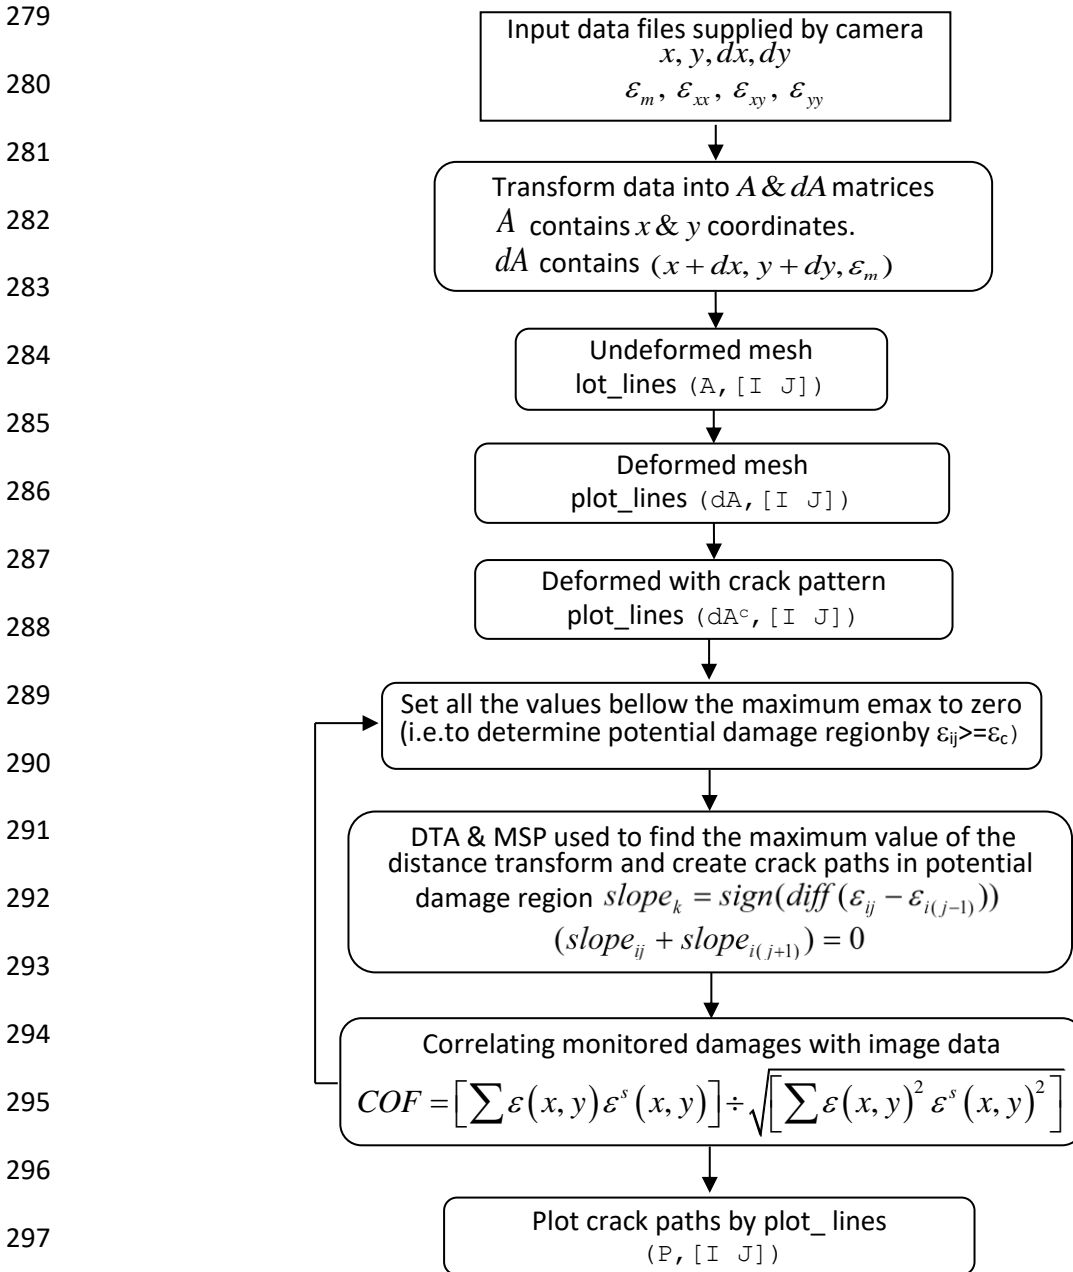 279
Input data files supplied by camera
x, y, dx, dy
280
ε_m, ε_xx, ε_xy, ε_yy
281
Transform data into A & dA matrices
282
A contains x & y coordinates.
dA contains (x + dx, y + dy, ε_m)
283
284
Undeformed mesh
lot_lines (A, [I J])
285
Deformed mesh
286
plot_lines (dA, [I J])
287
Deformed with crack pattern
288
plot_lines (dA^c, [I J])
289
Set all the values bellow the maximum emax to zero
(i.e.to determine potential damage regionby ε_ij>=ε_c)
290
291
DTA & MSP used to find the maximum value of the
distance transform and create crack paths in potential
292
damage region slope_k = sign(diff (ε_ij − ε_i(j−1)))
(slope_ij + slope_i(j+1)) = 0
293
294
Correlating monitored damages with image data
295
COF = [∑ ε(x, y) ε^s (x, y)] ÷ √[∑ ε(x, y)^2 ε^s (x, y)^2]
296
Plot crack paths by plot_ lines
297
(P, [I J])